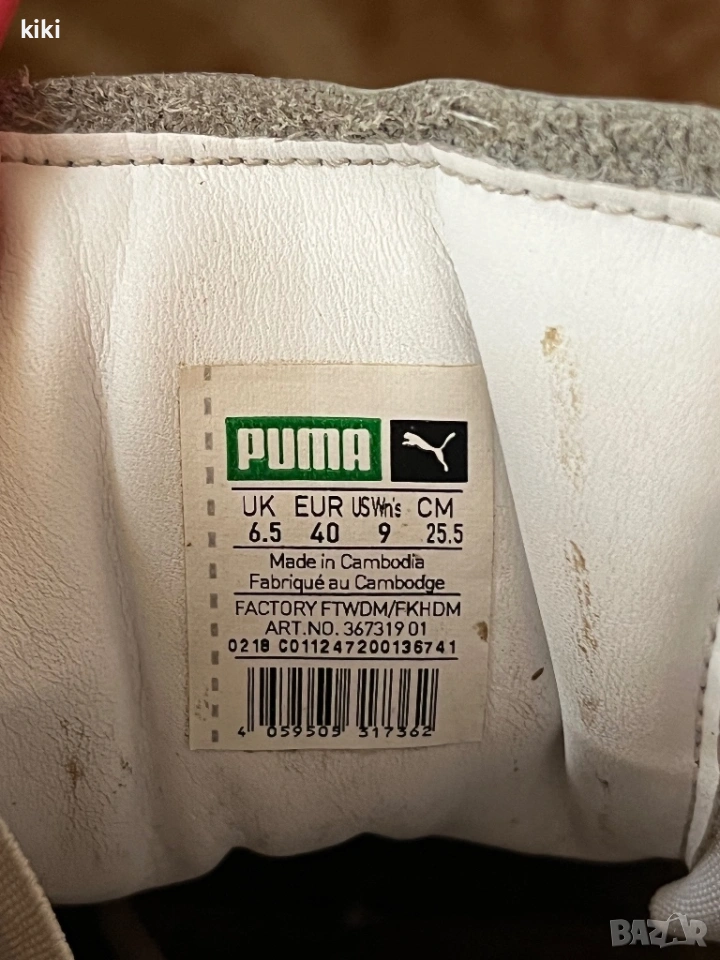 kiki
PUMA
UK EUR US Wn's CM
6.5 40 9 25.5
Made in Cambodia
Fabriqué au Cambodge
FACTORY FTWDM/FKHDM
ART.NO. 367319 01
0218 C011247200136741
4 059505 317362
BAZAR